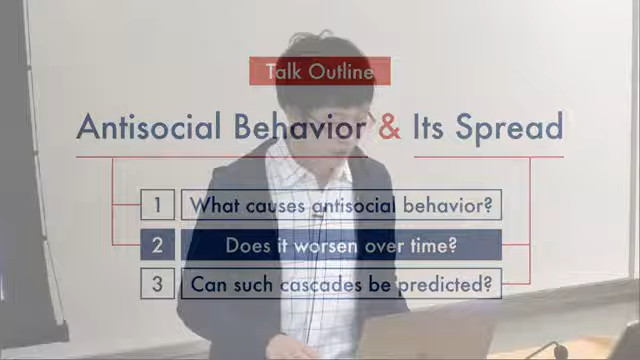 Talk Outline
Antisocial Behavior & Its Spread
1 What causes antisocial behavior?
2 Does it worsen over time?
3 Can such cascades be predicted?